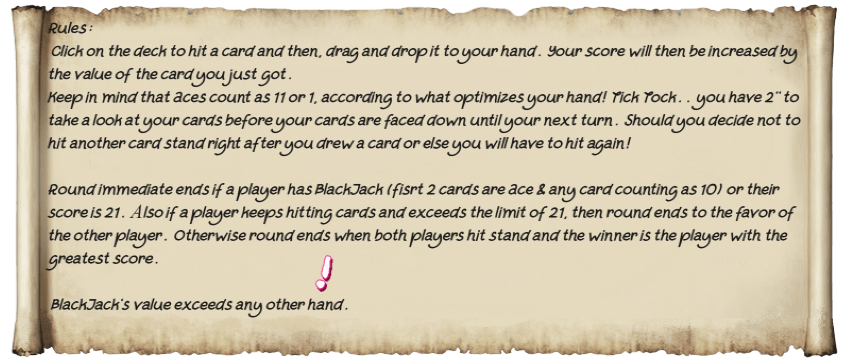 Rules:
Click on the deck to hit a card and then, drag and drop it to your hand. Your score will then be increased by
the value of the card you just got.
Keep in mind that aces count as 11 or 1, according to what optimizes your hand! Tick Tock.. you have 2" to
take a look at your cards before your cards are faced down until your next turn. Should you decide not to
hit another card stand right after you drew a card or else you will have to hit again!
Round immediate ends if a player has BlackJack (fisrt 2 cards are ace & any card counting as 10) or their
score is 21. Also if a player keeps hitting cards and exceeds the limit of 21, then round ends to the favor of
the other player. Otherwise round ends when both players hit stand and the winner is the player with the
greatest score.
!
BlackJack's value exceeds any other hand.